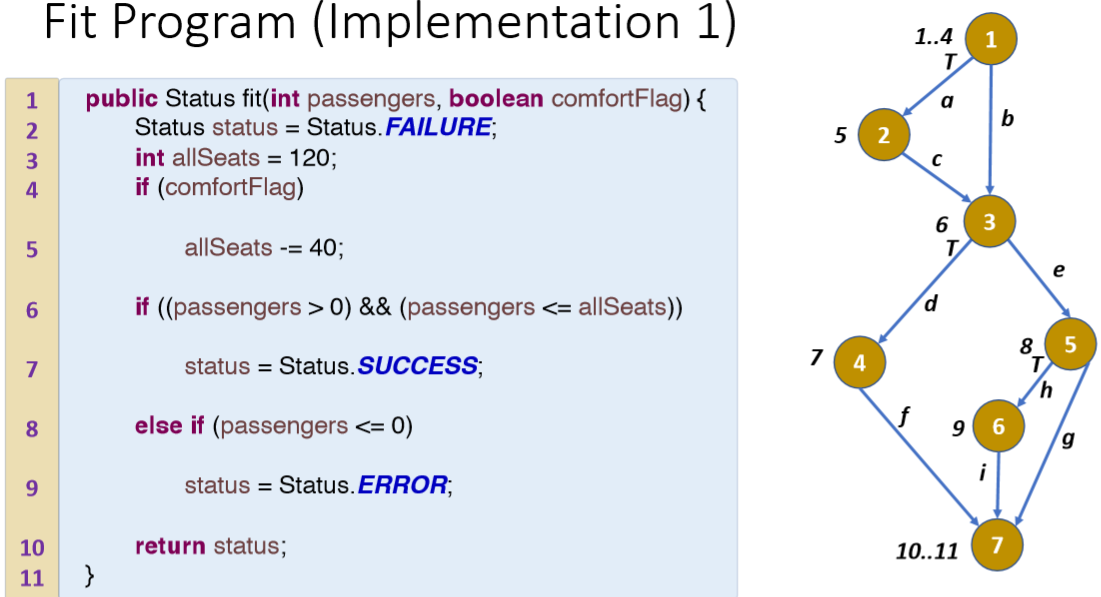 Fit Program (Implementation 1)
1 public Status fit(int passengers, boolean comfortFlag) {
2 Status status = Status.FAILURE;
3 int allSeats = 120;
4 if (comfortFlag)
5 allSeats -= 40;
6 if ((passengers > 0) && (passengers <= allSeats))
7 status = Status.SUCCESS;
8 else if (passengers <= 0)
9 status = Status.ERROR;
10 return status;
11 }
1..4 1
T
a
b
5 2
c
6 3
T
e
d
8 5
7 4
T
h
f
9 6
g
i
10..11 7